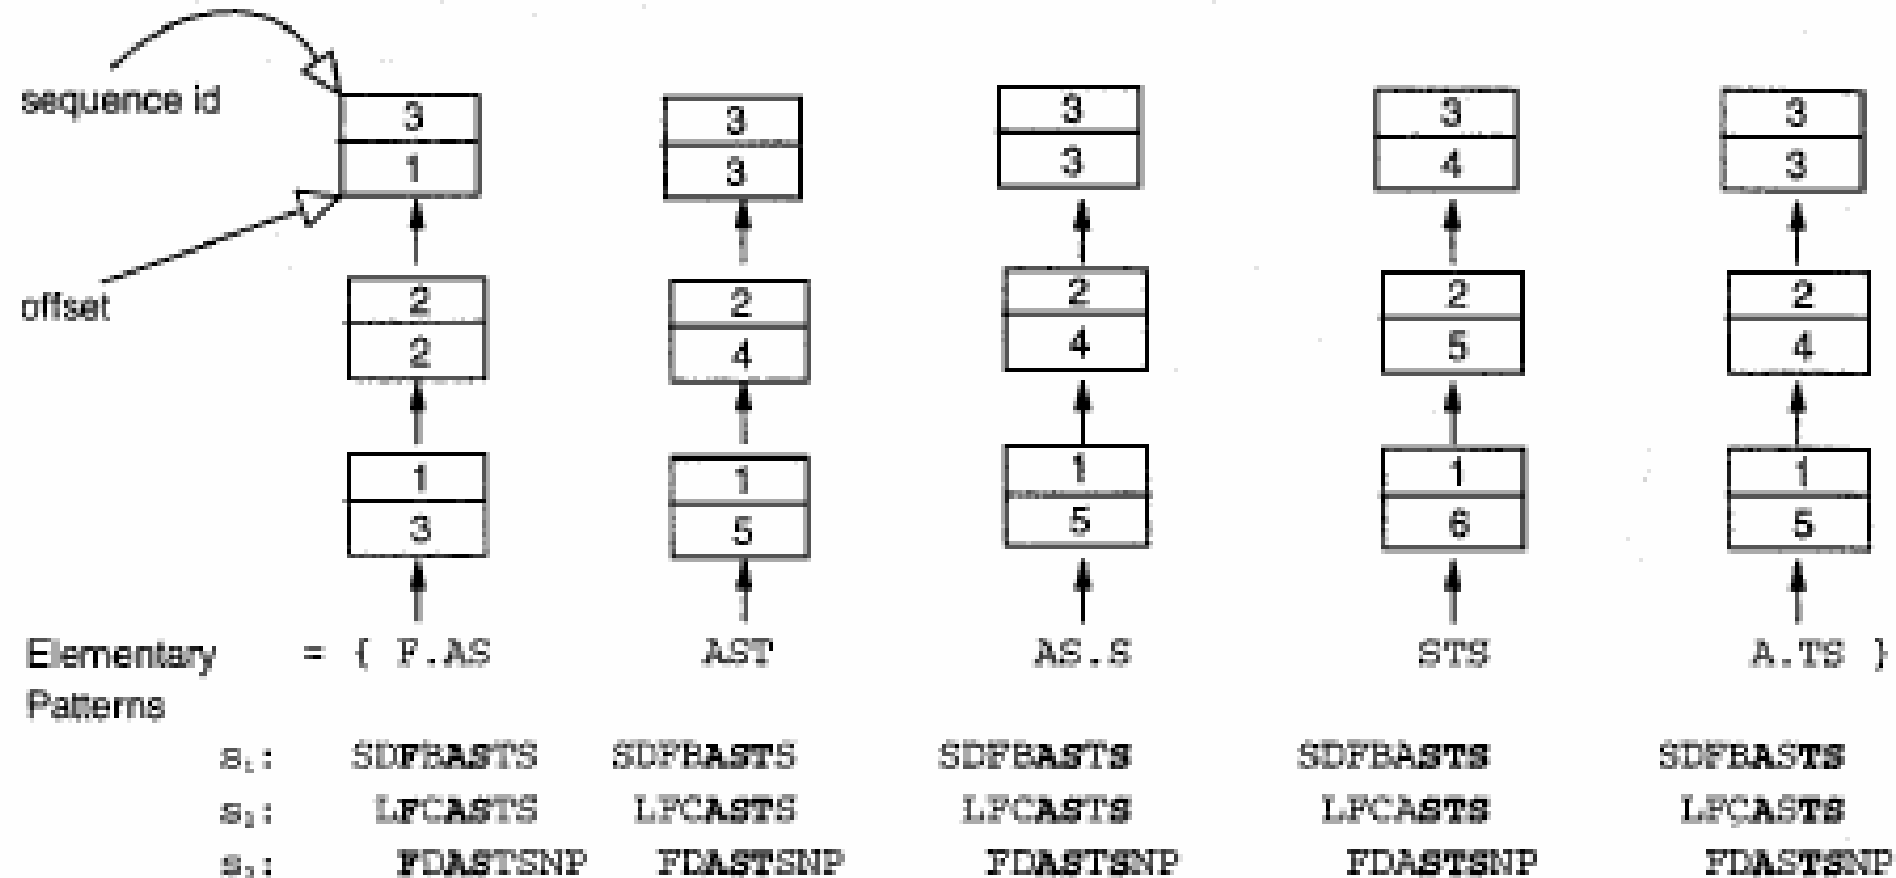 sequence id
3 3 3 3 3
1 3 3 4 3
offset
2 2 2 2 2
2 4 4 5 4
1 1 1 1 1
3 5 5 6 5
Elementary = { F.AS AST AS.S STS A.TS }
Patterns
s₁: SDFBASTS SDFBASTS SDFBASTS SDFBASTS SDFBASTS
s₂: LFCASTS LFCASTS LFCASTS LFCASTS LFCASTS
s₃: FDASTSNP FDASTSNP FDASTSNP FDASTSNP FDASTSNP